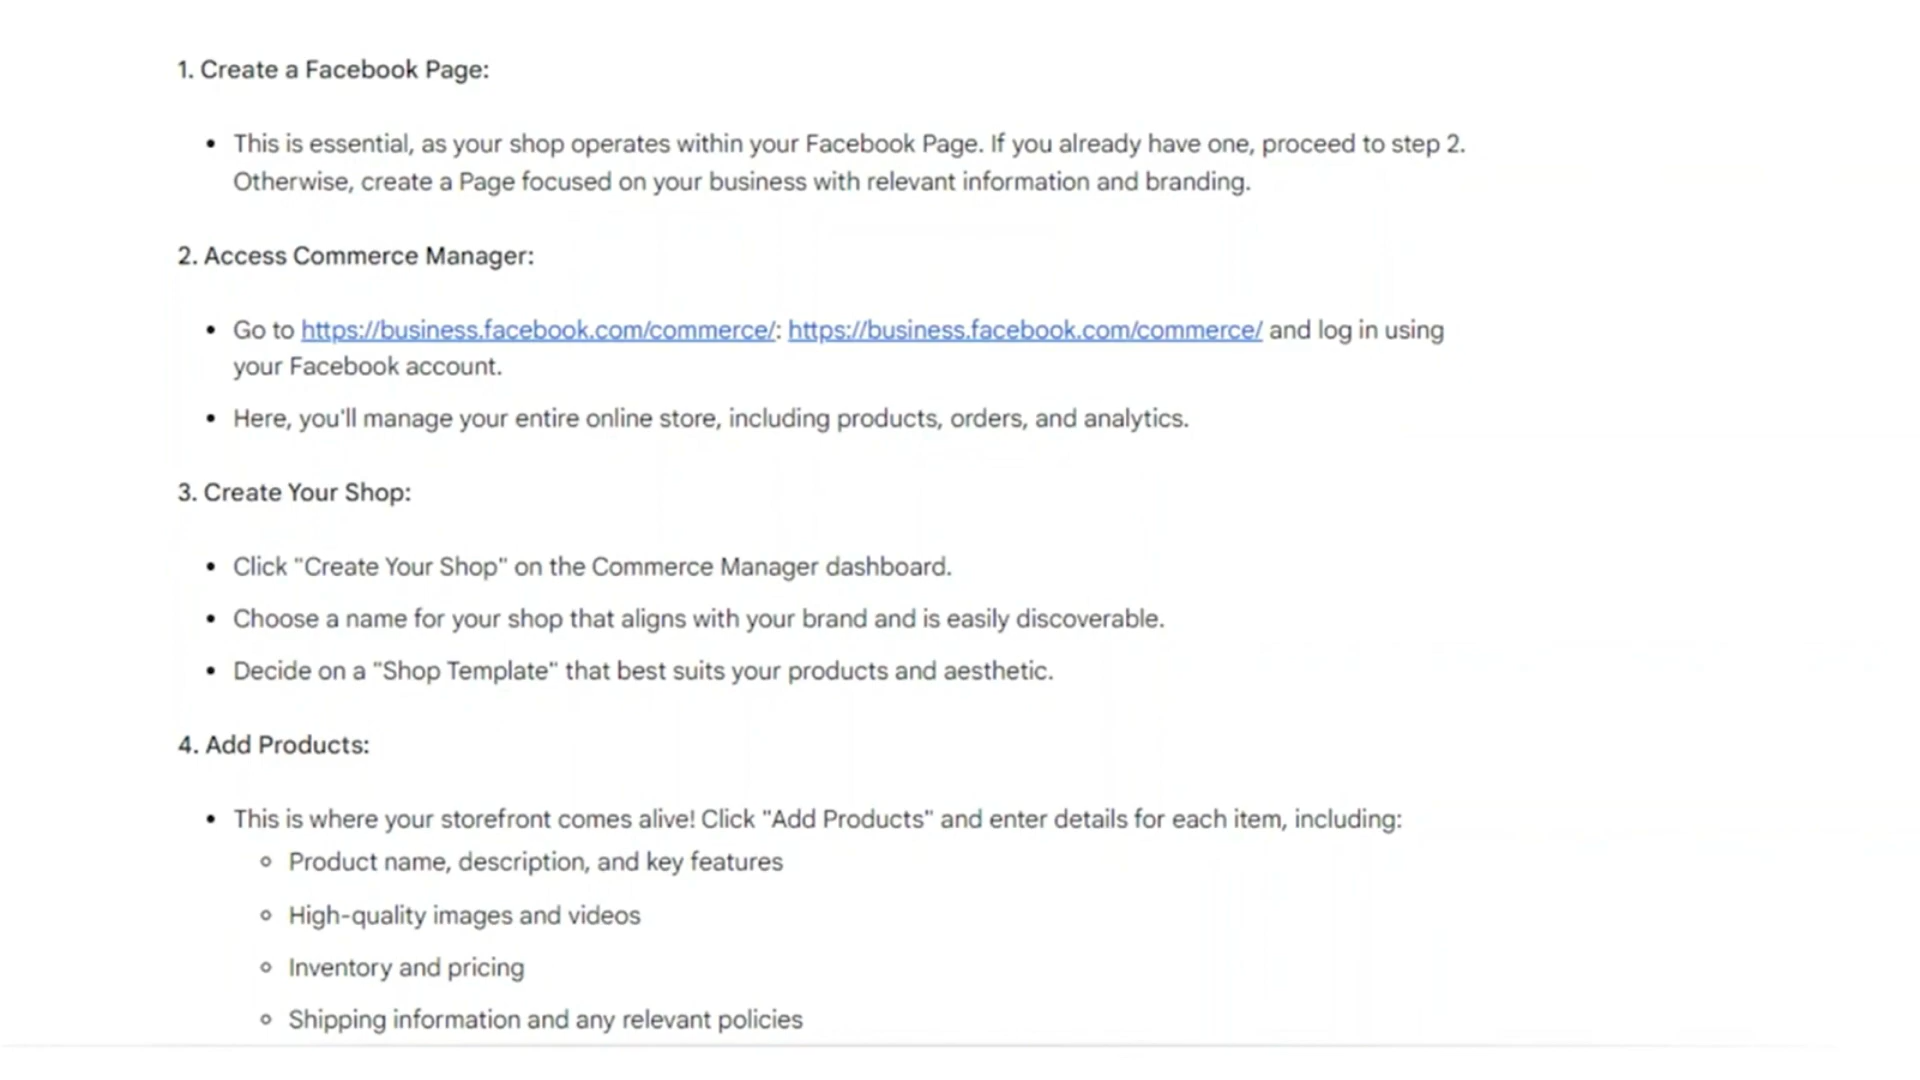 1. Create a Facebook Page:
• This is essential, as your shop operates within your Facebook Page. If you already have one, proceed to step 2.
Otherwise, create a Page focused on your business with relevant information and branding.
2. Access Commerce Manager:
• Go to https://business.facebook.com/commerce/: https://business.facebook.com/commerce/ and log in using
your Facebook account.
• Here, you'll manage your entire online store, including products, orders, and analytics.
3. Create Your Shop:
• Click "Create Your Shop" on the Commerce Manager dashboard.
• Choose a name for your shop that aligns with your brand and is easily discoverable.
• Decide on a "Shop Template" that best suits your products and aesthetic.
4. Add Products:
• This is where your storefront comes alive! Click "Add Products" and enter details for each item, including:
◦ Product name, description, and key features
◦ High-quality images and videos
◦ Inventory and pricing
◦ Shipping information and any relevant policies